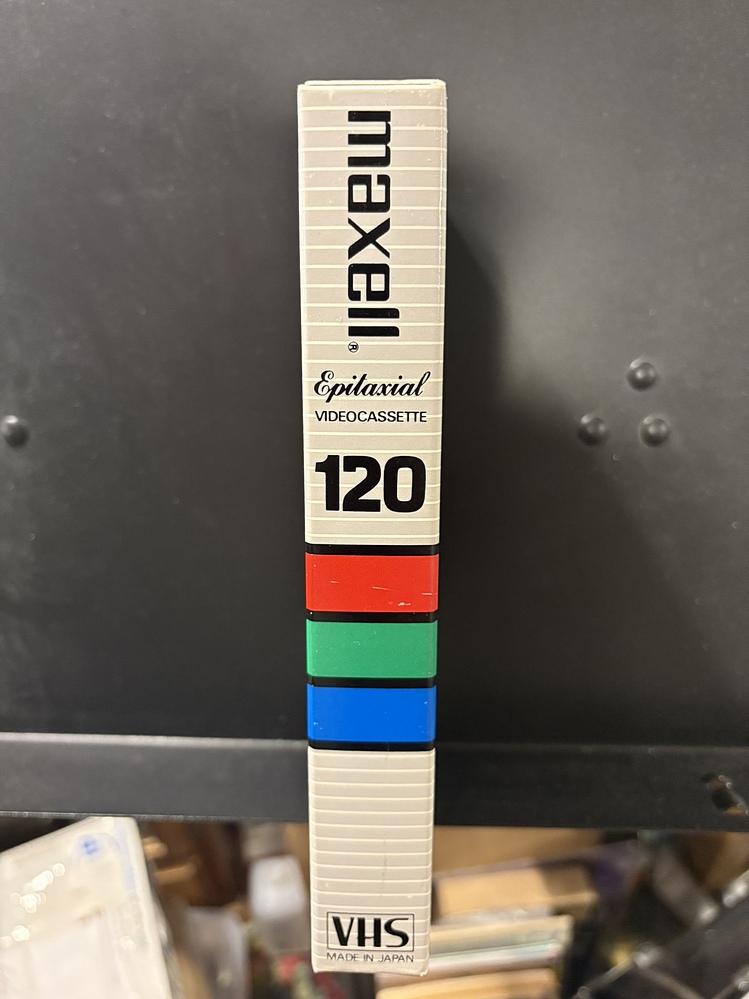 maxell®
Epitaxial
VIDEOCASSETTE
120
VHS
MADE IN JAPAN